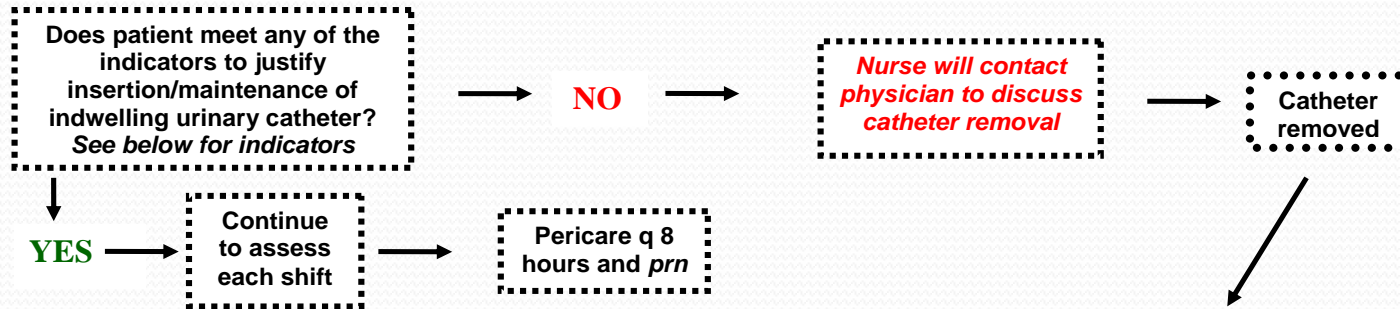 Does patient meet any of the
indicators to justify
insertion/maintenance of
indwelling urinary catheter?
See below for indicators
NO
Nurse will contact
physician to discuss
catheter removal
Catheter
removed
YES
Continue
to assess
each shift
Pericare q 8
hours and prn